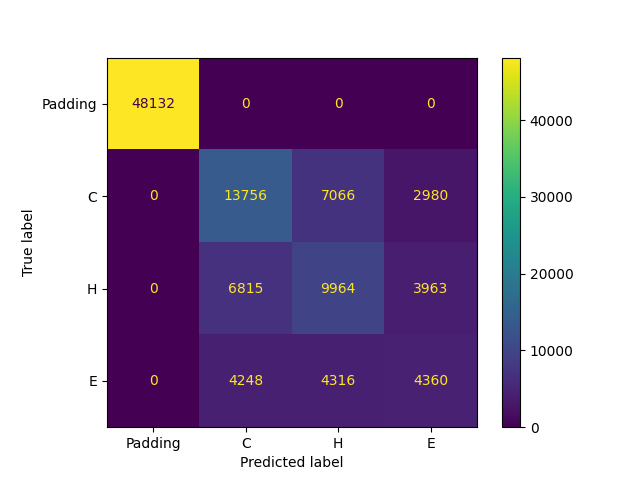 Padding 48132 0 0 0
C 0 13756 7066 2980
H 0 6815 9964 3963
E 0 4248 4316 4360
Padding C H E
Predicted label
True label
40000
30000
20000
10000
0